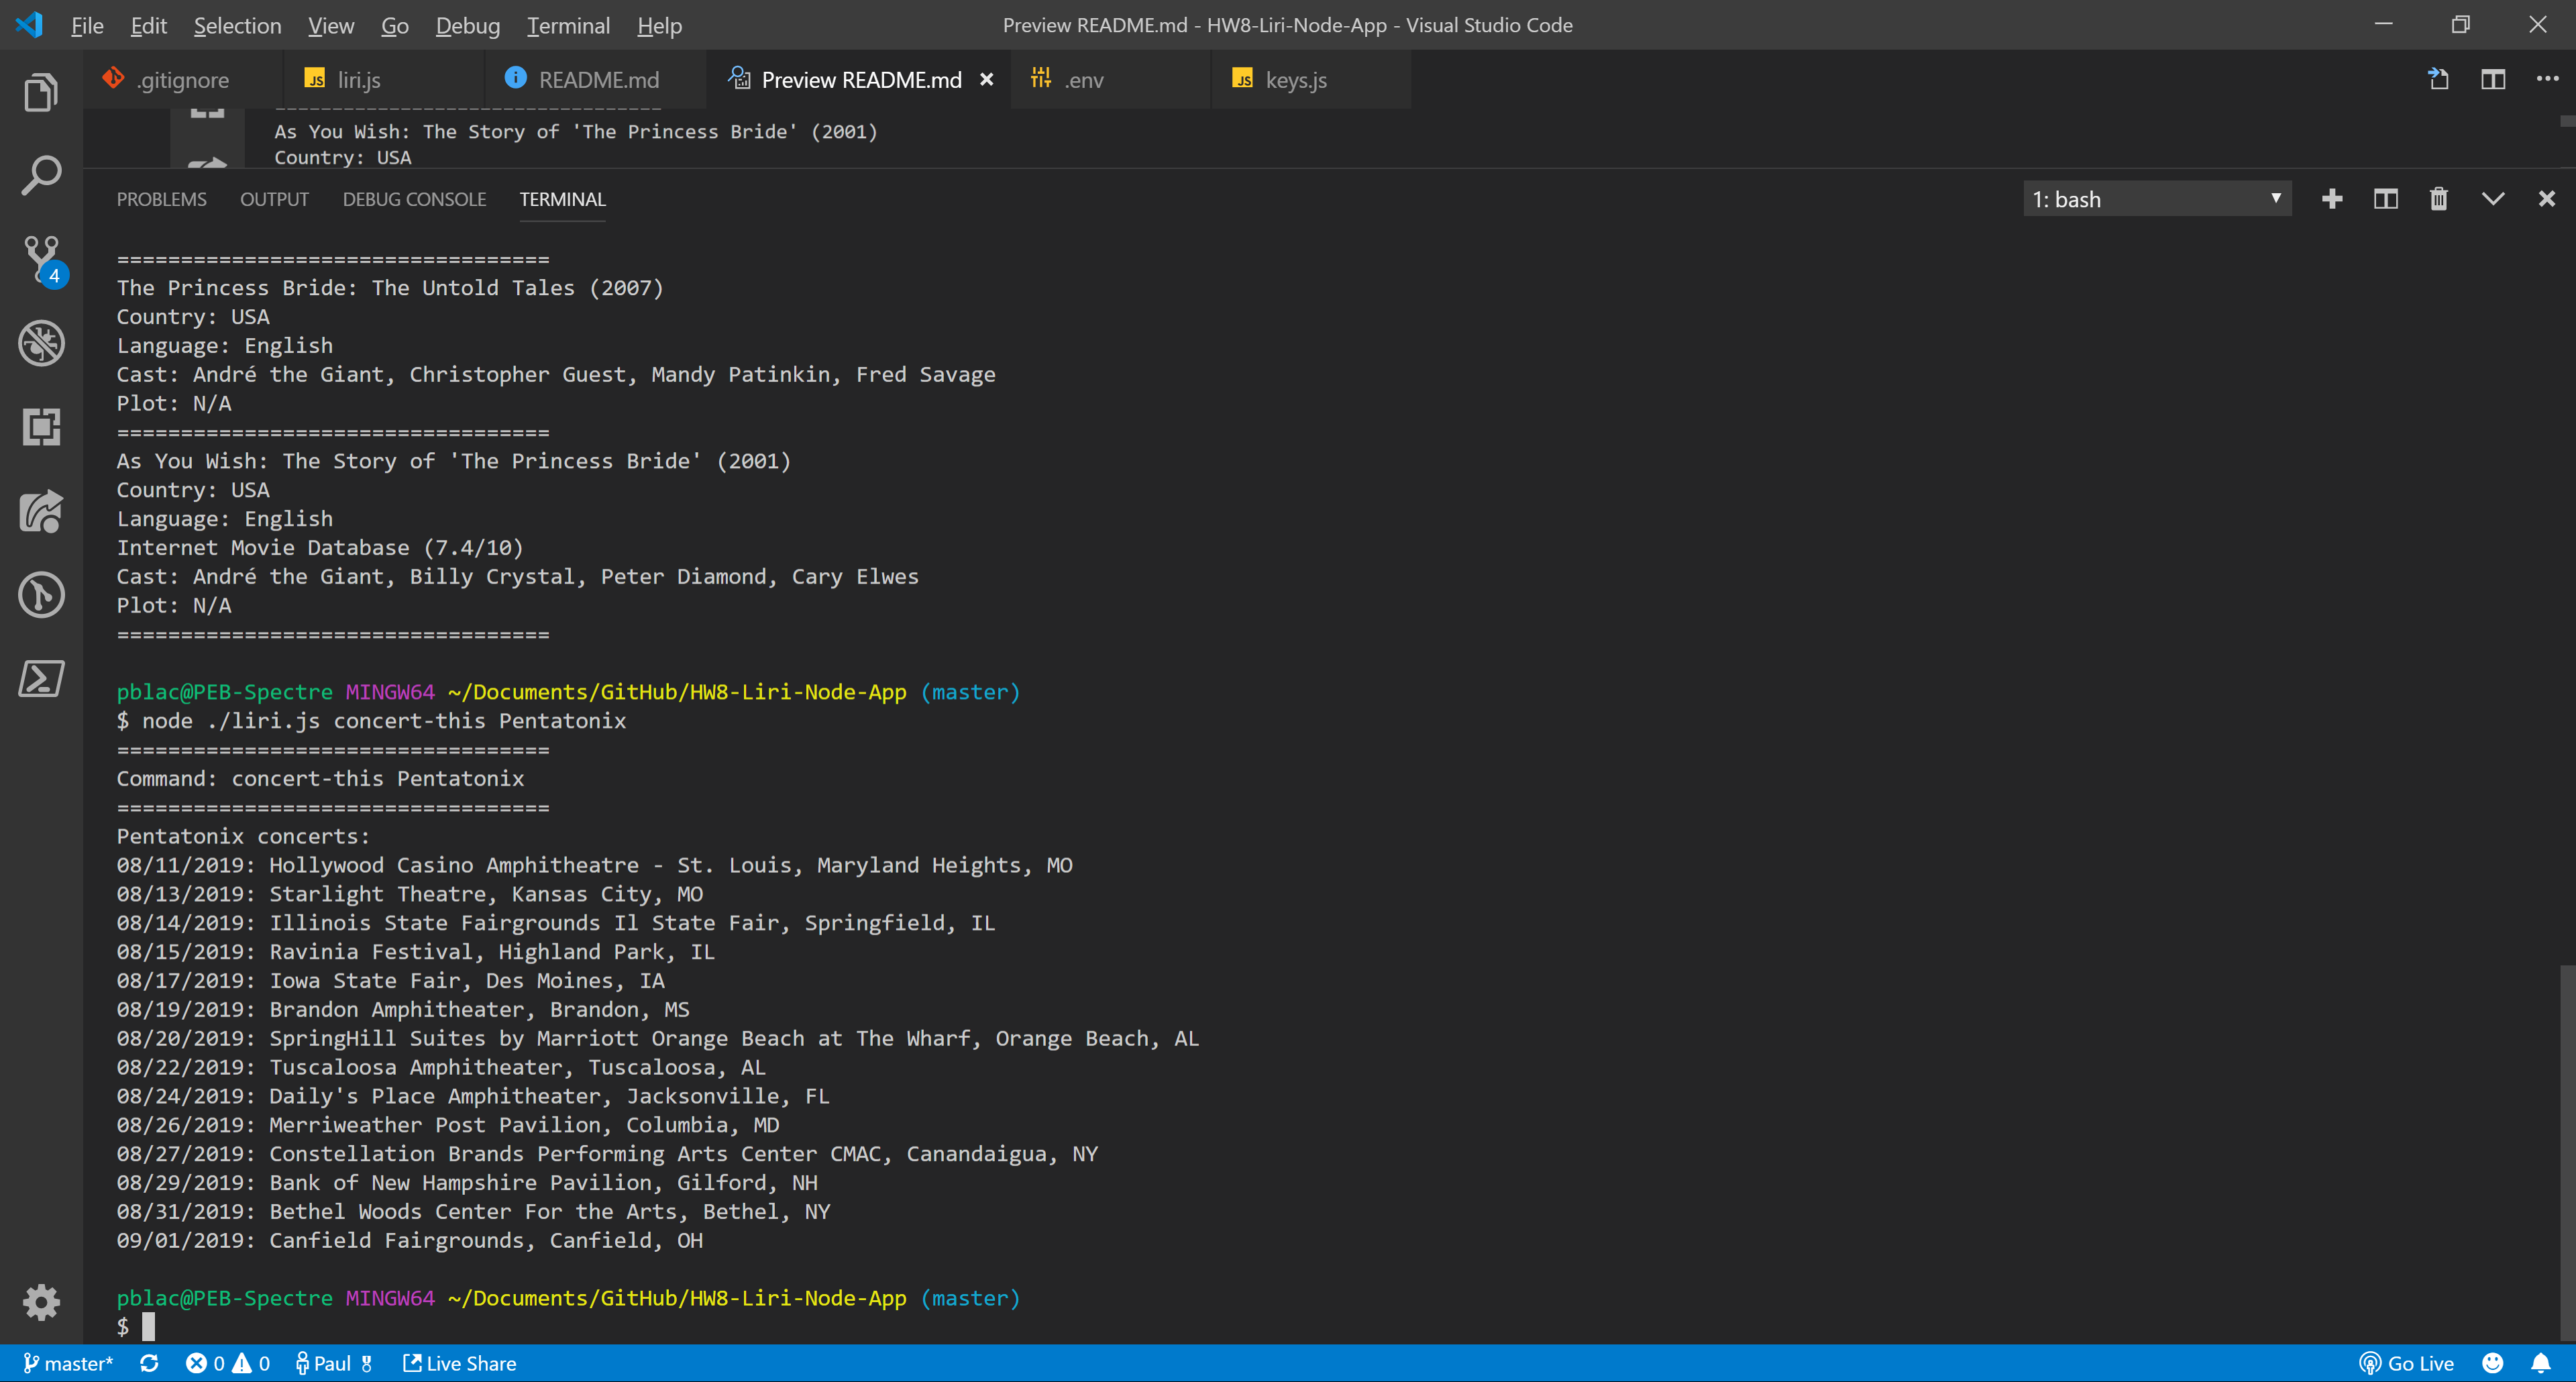 File Edit Selection View Go Debug Terminal Help Preview README.md - HW8-Liri-Node-App - Visual Studio Code
.gitignore JS liri.js README.md Preview README.md .env JS keys.js
As You Wish: The Story of 'The Princess Bride' (2001)
Country: USA
PROBLEMS OUTPUT DEBUG CONSOLE TERMINAL 1: bash
==================================
The Princess Bride: The Untold Tales (2007)
Country: USA
Language: English
Cast: André the Giant, Christopher Guest, Mandy Patinkin, Fred Savage
Plot: N/A
==================================
As You Wish: The Story of 'The Princess Bride' (2001)
Country: USA
Language: English
Internet Movie Database (7.4/10)
Cast: André the Giant, Billy Crystal, Peter Diamond, Cary Elwes
Plot: N/A
==================================
pblac@PEB-Spectre MINGW64 ~/Documents/GitHub/HW8-Liri-Node-App (master)
$ node ./liri.js concert-this Pentatonix
==================================
Command: concert-this Pentatonix
==================================
Pentatonix concerts:
08/11/2019: Hollywood Casino Amphitheatre - St. Louis, Maryland Heights, MO
08/13/2019: Starlight Theatre, Kansas City, MO
08/14/2019: Illinois State Fairgrounds Il State Fair, Springfield, IL
08/15/2019: Ravinia Festival, Highland Park, IL
08/17/2019: Iowa State Fair, Des Moines, IA
08/19/2019: Brandon Amphitheater, Brandon, MS
08/20/2019: SpringHill Suites by Marriott Orange Beach at The Wharf, Orange Beach, AL
08/22/2019: Tuscaloosa Amphitheater, Tuscaloosa, AL
08/24/2019: Daily's Place Amphitheater, Jacksonville, FL
08/26/2019: Merriweather Post Pavilion, Columbia, MD
08/27/2019: Constellation Brands Performing Arts Center CMAC, Canandaigua, NY
08/29/2019: Bank of New Hampshire Pavilion, Gilford, NH
08/31/2019: Bethel Woods Center For the Arts, Bethel, NY
09/01/2019: Canfield Fairgrounds, Canfield, OH
pblac@PEB-Spectre MINGW64 ~/Documents/GitHub/HW8-Liri-Node-App (master)
$
4
master* 0 0 Paul Live Share Go Live